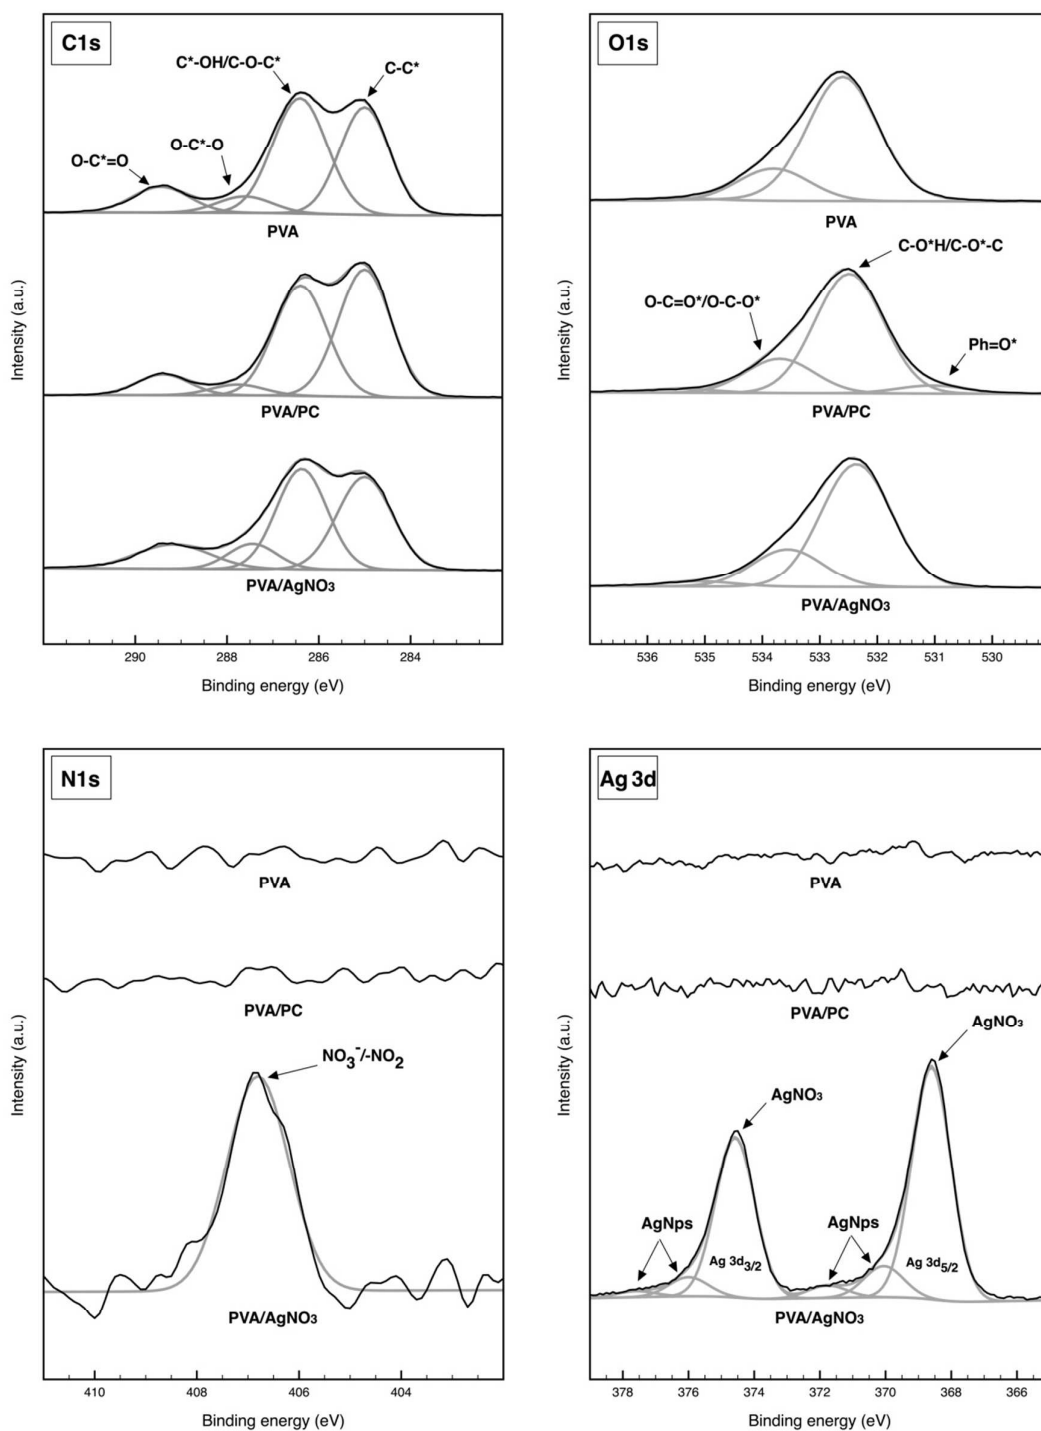 C1s
C*-OH/C-O-C*
C-C*
O-C*-O
O-C*=O
PVA
PVA/PC
PVA/AgNO₃
Intensity (a.u.)
290 288 286 284
Binding energy (eV)
O1s
PVA
C-O*H/C-O*-C
O-C=O*/O-C-O*
Ph=O*
PVA/PC
PVA/AgNO₃
Intensity (a.u.)
536 535 534 533 532 531 530
Binding energy (eV)
N1s
PVA
PVA/PC
NO₃⁻/-NO₂
PVA/AgNO₃
Intensity (a.u.)
410 408 406 404
Binding energy (eV)
Ag 3d
PVA
PVA/PC
AgNO₃
AgNO₃
AgNps
AgNps
Ag 3d₃/₂
Ag 3d₅/₂
PVA/AgNO₃
Intensity (a.u.)
378 376 374 372 370 368 366
Binding energy (eV)